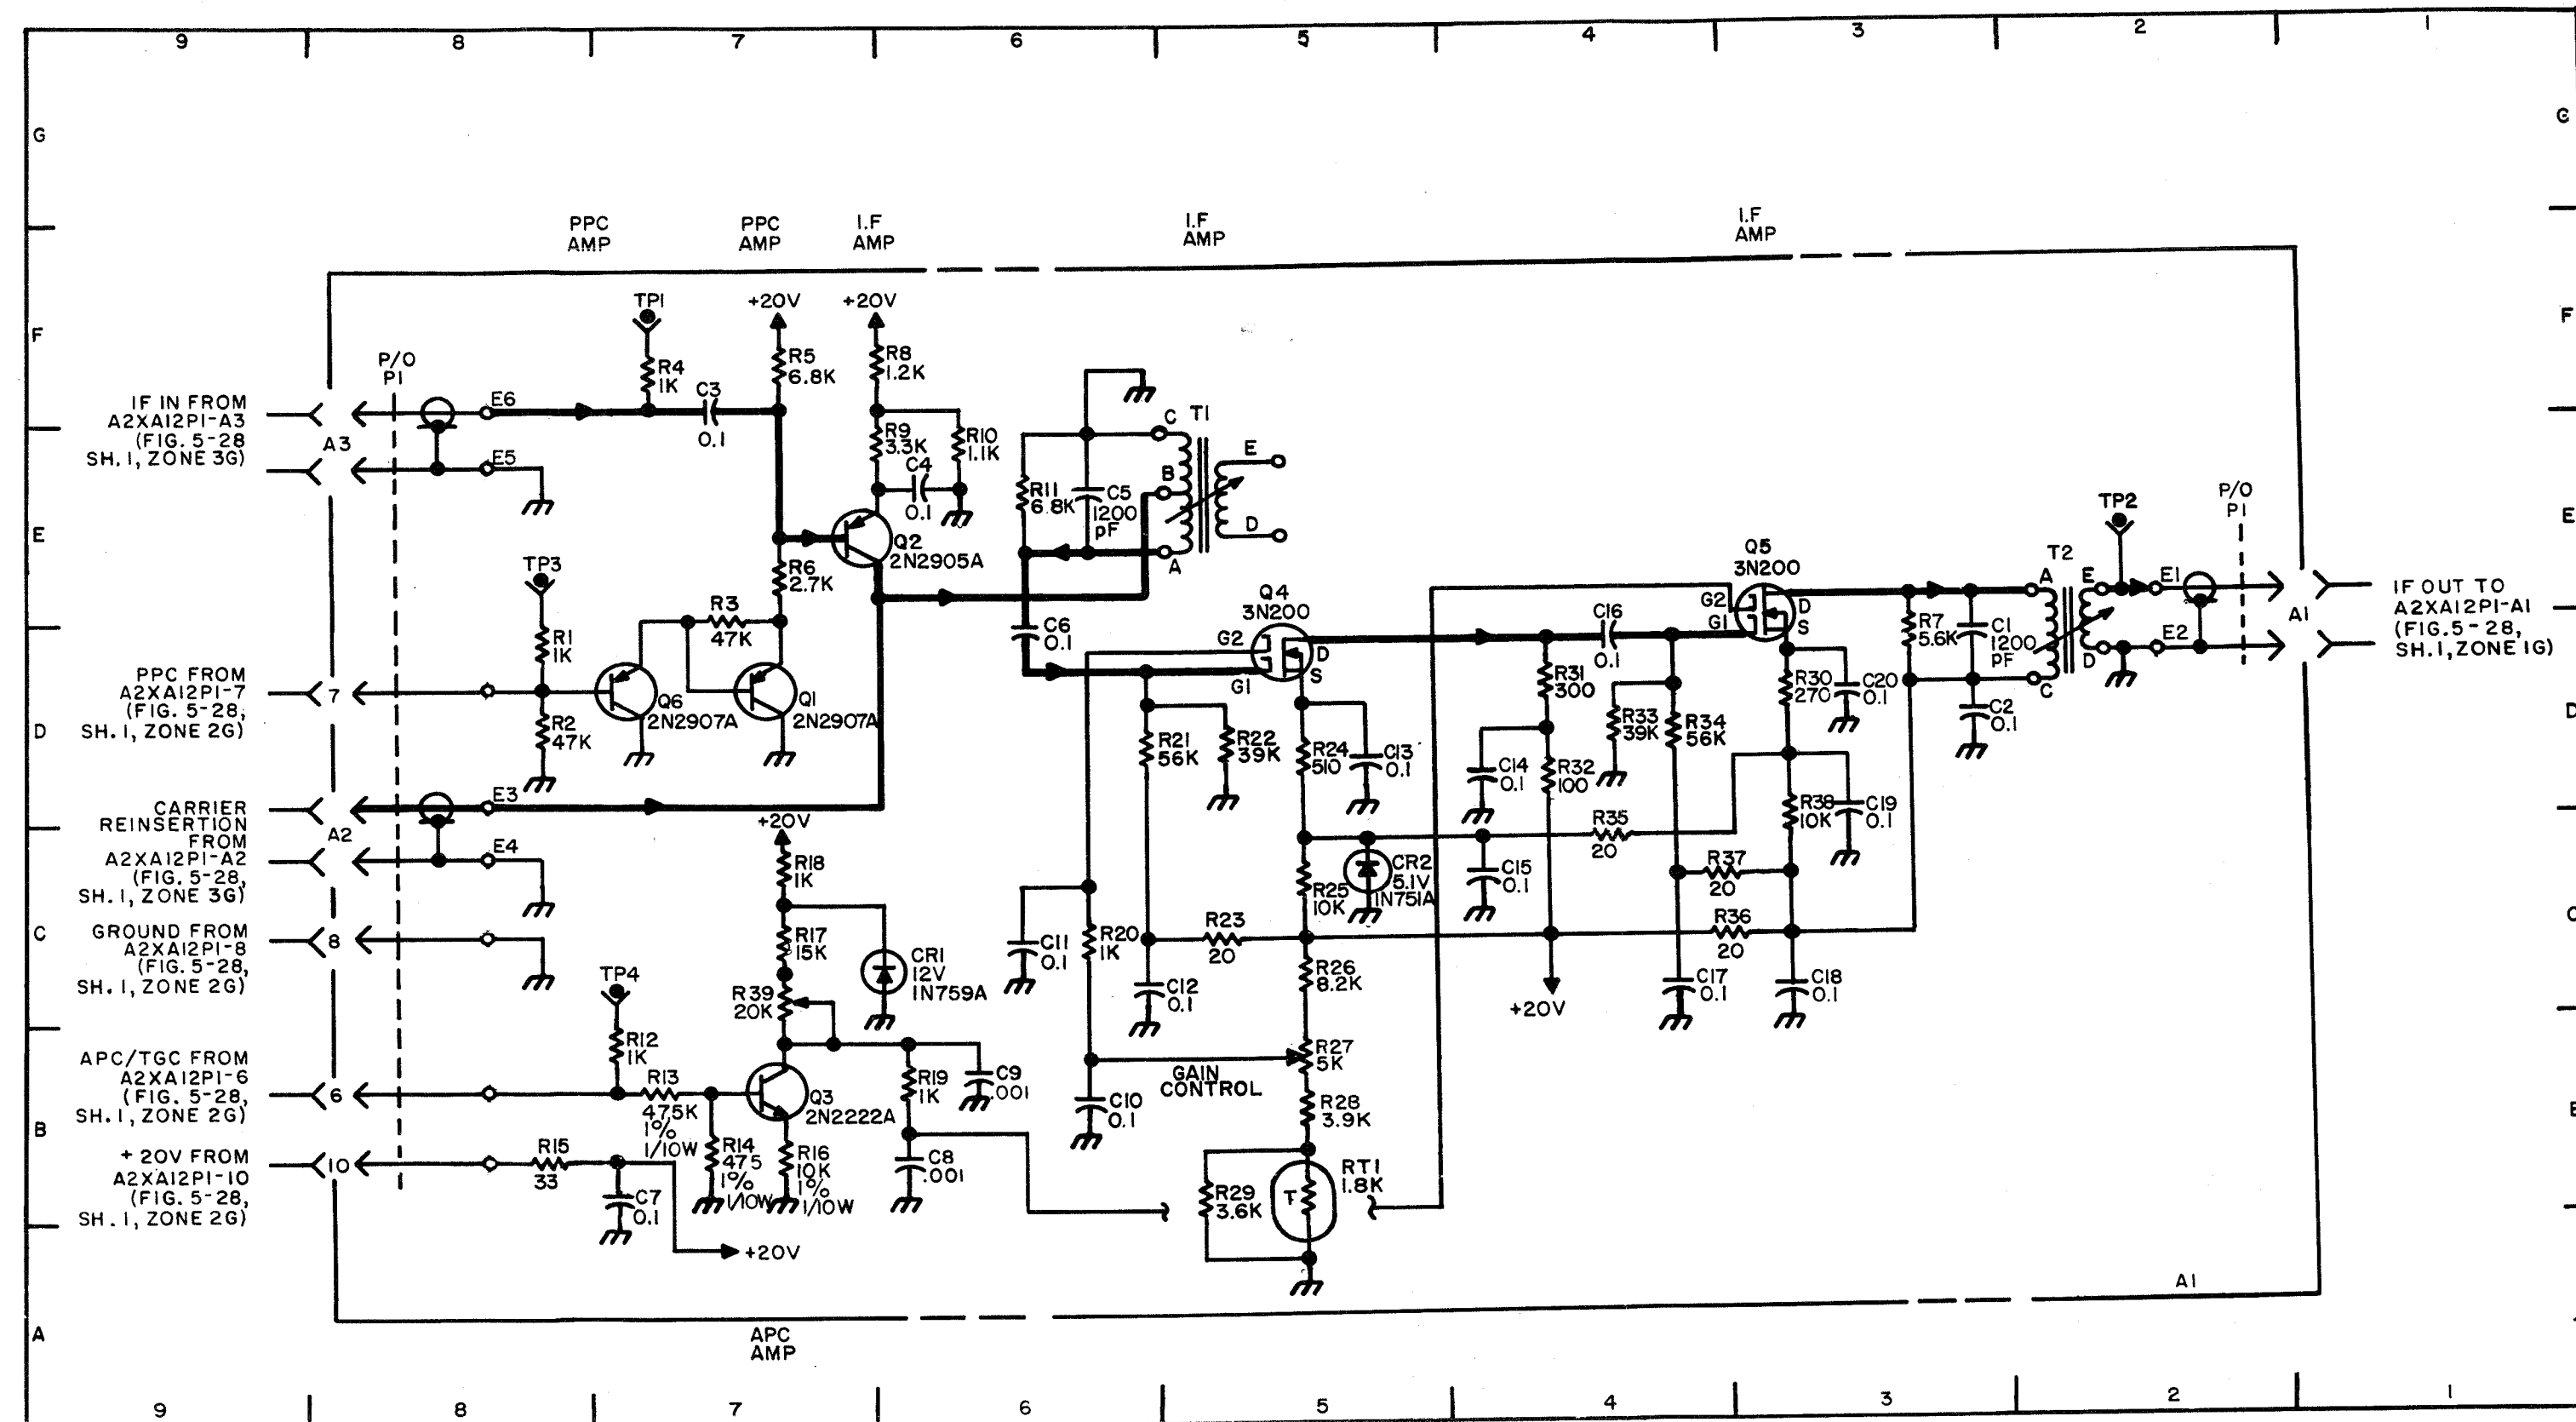 9 8 7 6 5 4 3 2 1
G
G
PPC
AMP
PPC
AMP
I.F
AMP
I.F
AMP
I.F
AMP
F
F
P/O
P1
TP1
R4
1K
C3
0.1
+20V
R5
6.8K
+20V
R8
1.2K
R9
3.3K
R10
1.1K
C4
0.1
IF IN FROM
A2XA12P1-A3
(FIG. 5-28
SH. 1, ZONE 3G)
A3
E6
E5
E
E
R11
6.8K
C5
1200
pF
C
T1
B
A
E
D
Q2
2N2905A
R6
2.7K
TP3
R1
1K
R3
47K
C6
0.1
Q4
3N200
G2
G1
D
S
C16
0.1
Q5
3N200
G2
G1
D
S
R7
5.6K
C1
1200
PF
A
T2
C
E
D
TP2
P/O
P1
E1
E2
A1
IF OUT TO
A2XA12P1-A1
(FIG. 5-28,
SH. 1, ZONE 1G)
D
PPC FROM
A2XA12P1-7
(FIG. 5-28,
SH. 1, ZONE 2G)
7
R2
47K
Q6
2N2907A
Q1
2N2907A
R21
56K
R22
39K
R24
510
C13
0.1
R31
300
C14
0.1
R32
100
R33
39K
R34
56K
R30
270
C20
0.1
C2
0.1
D
CARRIER
REINSERTION
FROM
A2XA12P1-A2
(FIG. 5-28,
SH. 1, ZONE 3G)
A2
E3
E4
+20V
R18
1K
R25
10K
CR2
5.1V
1N751A
C15
0.1
R35
20
R38
10K
C19
0.1
R37
20
C
GROUND FROM
A2XA12P1-8
(FIG. 5-28,
SH. 1, ZONE 2G)
8
R17
15K
CR1
12V
1N759A
R39
20K
C11
0.1
R20
1K
R23
20
C12
0.1
R26
8.2K
+20V
R36
20
C17
0.1
C18
0.1
TP4
R12
1K
B
APC/TGC FROM
A2XA12P1-6
(FIG. 5-28,
SH. 1, ZONE 2G)
6
R13
47.5K
1%
1/10W
R14
475
1%
1/10W
Q3
2N2222A
R16
10K
1%
1/10W
R19
1K
C9
.001
C8
.001
C10
0.1
GAIN
CONTROL
R27
5K
R28
3.9K
R29
3.6K
T
RT1
1.8K
+ 20V FROM
A2XA12P1-10
(FIG. 5-28,
SH. 1, ZONE 2G)
10
R15
33
C7
0.1
+20V
A1
A
APC
AMP
9 8 7 6 5 4 3 2 1